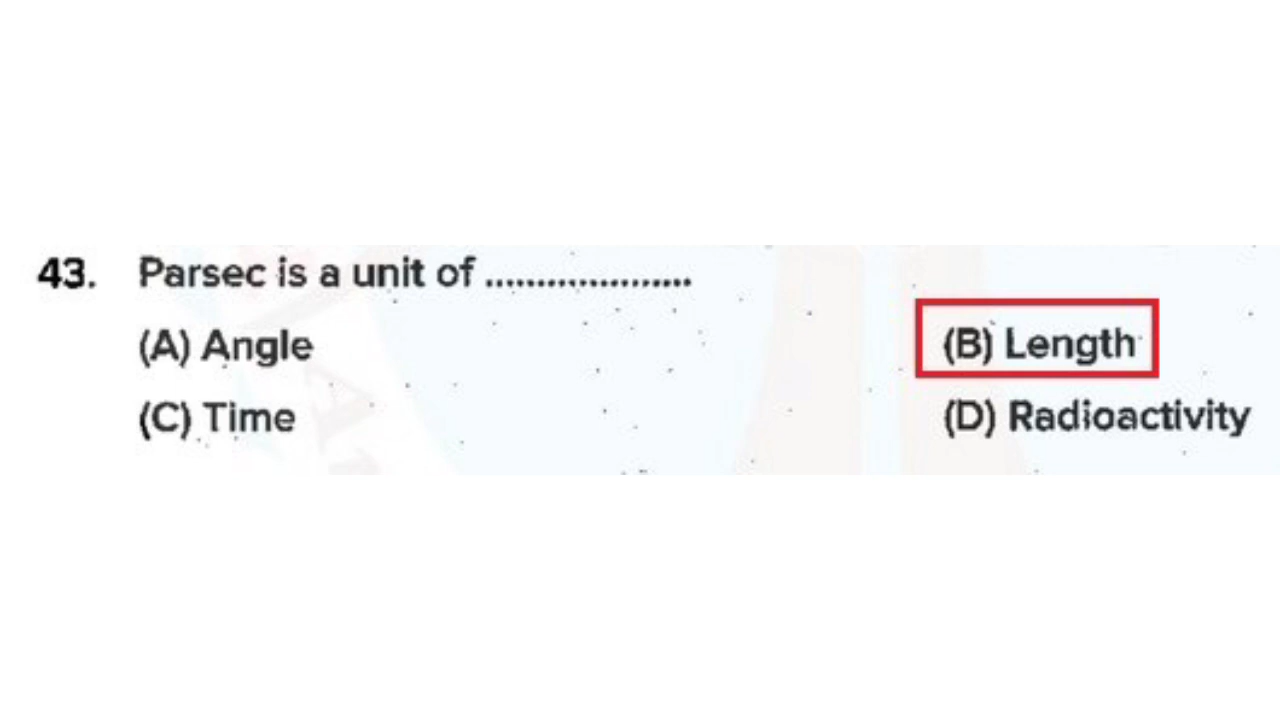 43. Parsec is a unit of ....................
(A) Angle (B) Length
(C) Time (D) Radioactivity